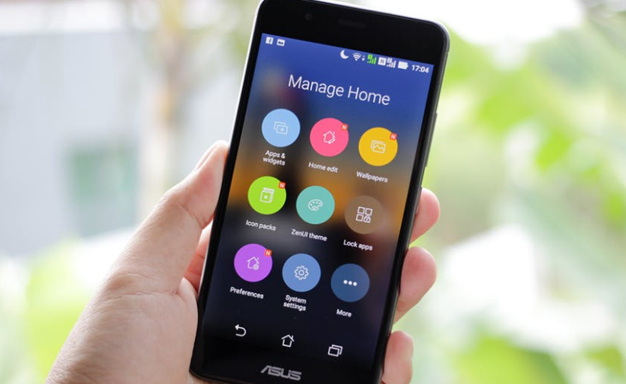 17:04
Manage Home
Apps &
widgets
Home edit
Wallpapers
Icon packs
ZenUI theme
Lock apps
Preferences
System
settings
More
ASUS